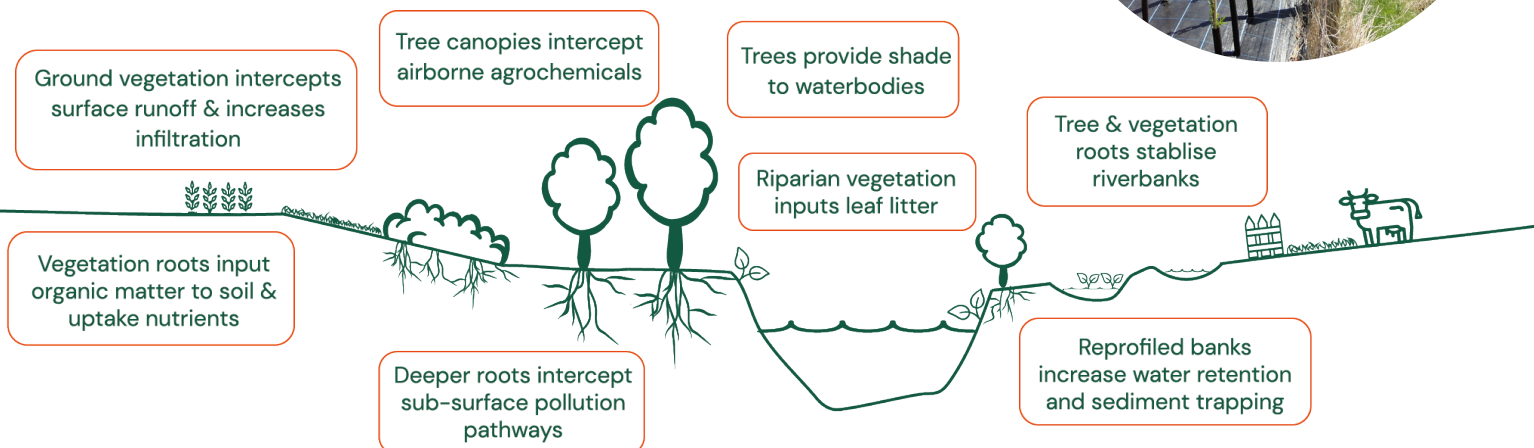 Ground vegetation intercepts
surface runoff & increases
infiltration
Tree canopies intercept
airborne agrochemicals
Trees provide shade
to waterbodies
Riparian vegetation
inputs leaf litter
Tree & vegetation
roots stablise
riverbanks
Vegetation roots input
organic matter to soil &
uptake nutrients
Deeper roots intercept
sub-surface pollution
pathways
Reprofiled banks
increase water retention
and sediment trapping